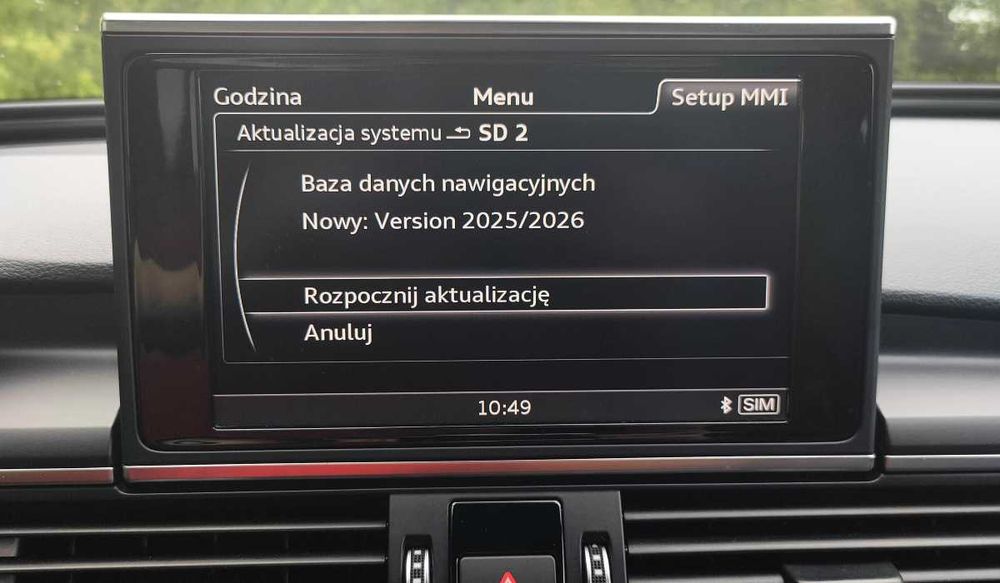 Godzina Menu Setup MMI
Aktualizacja systemu SD 2
Baza danych nawigacyjnych
Nowy: Version 2025/2026
Rozpocznij aktualizację
Anuluj
10:49 SIM